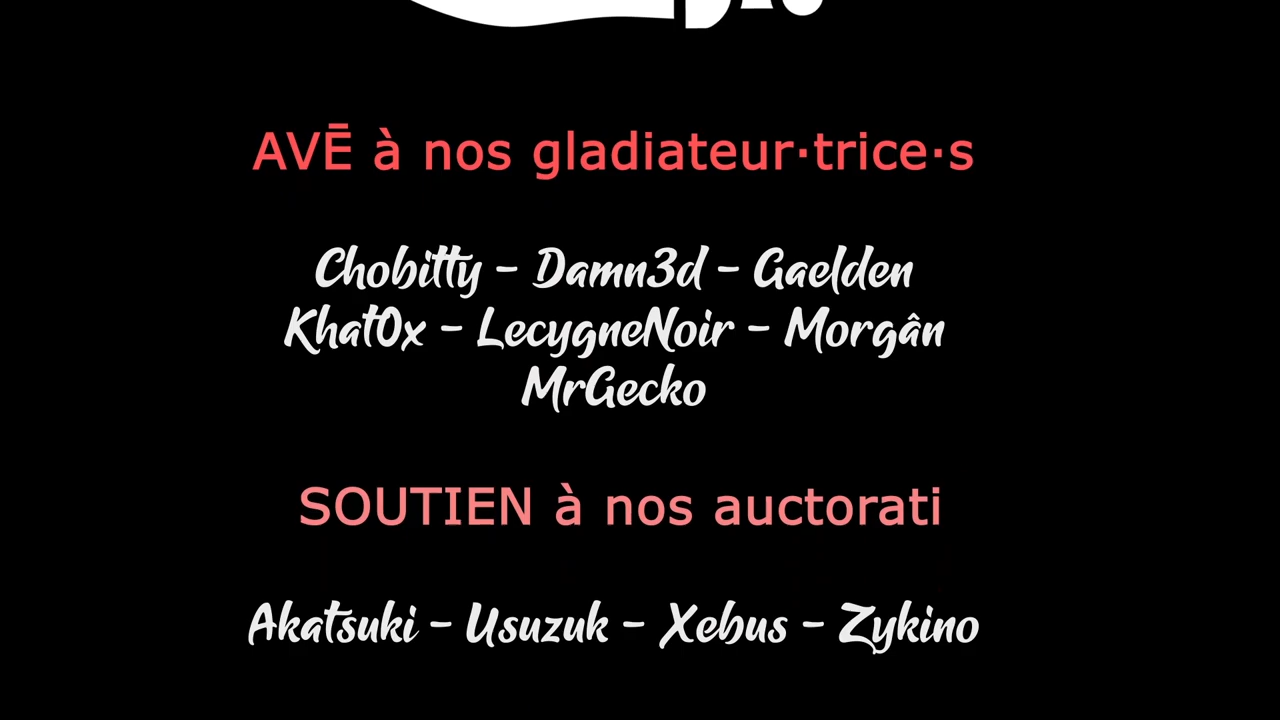 AVĒ à nos gladiateur·trice·s
Chobitty - Damn3d - Gaelden
Khat0x - LecygneNoir - Morgân
MrGecko
SOUTIEN à nos auctorati
Akatsuki - Usuzuk - Xebus - Zykino